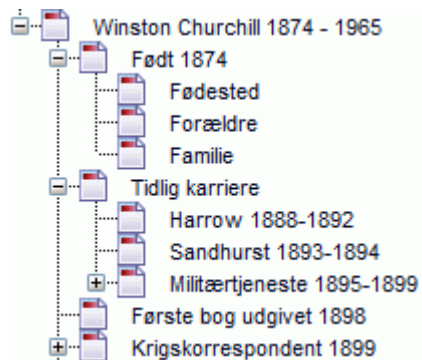 Winston Churchill 1874 - 1965
Født 1874
Fødested
Forældre
Familie
Tidlig karriere
Harrow 1888-1892
Sandhurst 1893-1894
Militærtjeneste 1895-1899
Første bog udgivet 1898
Krigskorrespondent 1899